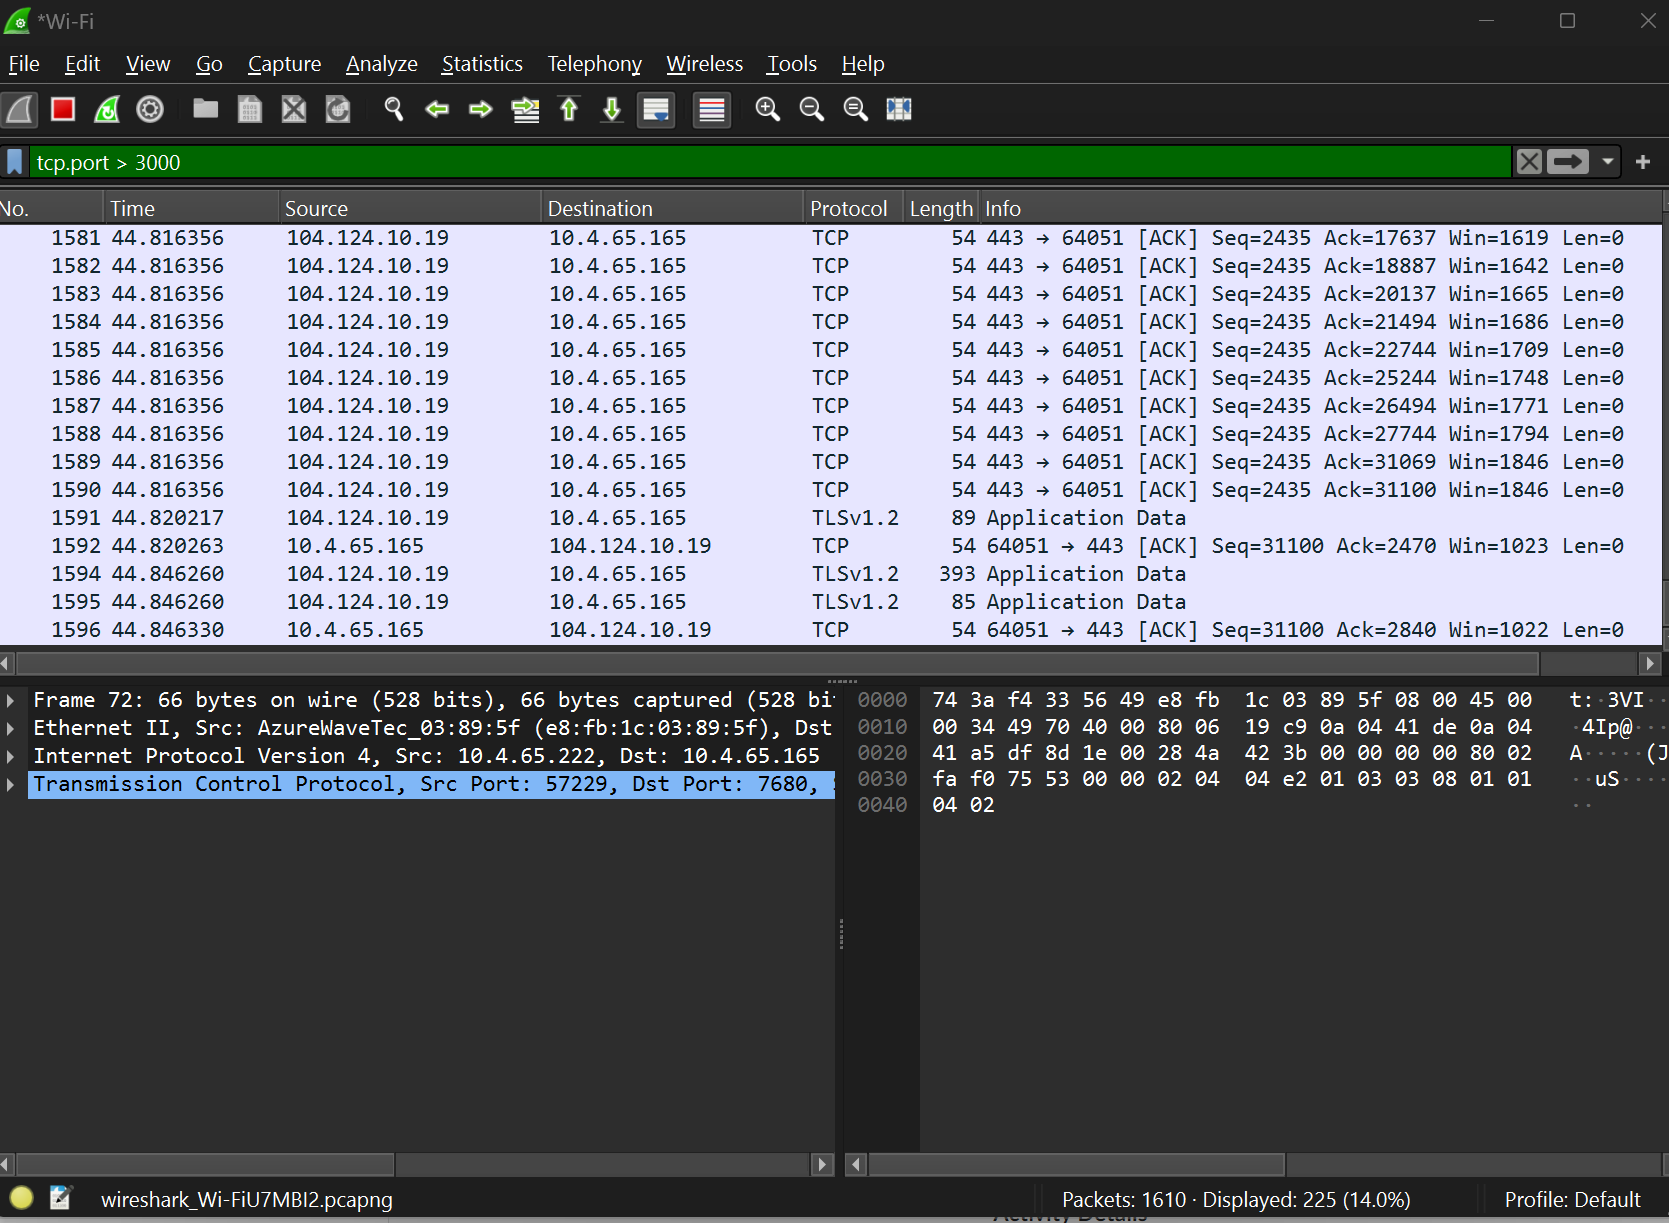 *Wi-Fi
File Edit View Go Capture Analyze Statistics Telephony Wireless Tools Help
tcp.port > 3000
No. Time Source Destination Protocol Length Info
1581 44.816356 104.124.10.19 10.4.65.165 TCP 54 443 → 64051 [ACK] Seq=2435 Ack=17637 Win=1619 Len=0
1582 44.816356 104.124.10.19 10.4.65.165 TCP 54 443 → 64051 [ACK] Seq=2435 Ack=18887 Win=1642 Len=0
1583 44.816356 104.124.10.19 10.4.65.165 TCP 54 443 → 64051 [ACK] Seq=2435 Ack=20137 Win=1665 Len=0
1584 44.816356 104.124.10.19 10.4.65.165 TCP 54 443 → 64051 [ACK] Seq=2435 Ack=21494 Win=1686 Len=0
1585 44.816356 104.124.10.19 10.4.65.165 TCP 54 443 → 64051 [ACK] Seq=2435 Ack=22744 Win=1709 Len=0
1586 44.816356 104.124.10.19 10.4.65.165 TCP 54 443 → 64051 [ACK] Seq=2435 Ack=25244 Win=1748 Len=0
1587 44.816356 104.124.10.19 10.4.65.165 TCP 54 443 → 64051 [ACK] Seq=2435 Ack=26494 Win=1771 Len=0
1588 44.816356 104.124.10.19 10.4.65.165 TCP 54 443 → 64051 [ACK] Seq=2435 Ack=27744 Win=1794 Len=0
1589 44.816356 104.124.10.19 10.4.65.165 TCP 54 443 → 64051 [ACK] Seq=2435 Ack=31069 Win=1846 Len=0
1590 44.816356 104.124.10.19 10.4.65.165 TCP 54 443 → 64051 [ACK] Seq=2435 Ack=31100 Win=1846 Len=0
1591 44.820217 104.124.10.19 10.4.65.165 TLSv1.2 89 Application Data
1592 44.820263 10.4.65.165 104.124.10.19 TCP 54 64051 → 443 [ACK] Seq=31100 Ack=2470 Win=1023 Len=0
1594 44.846260 104.124.10.19 10.4.65.165 TLSv1.2 393 Application Data
1595 44.846260 104.124.10.19 10.4.65.165 TLSv1.2 85 Application Data
1596 44.846330 10.4.65.165 104.124.10.19 TCP 54 64051 → 443 [ACK] Seq=31100 Ack=2840 Win=1022 Len=0
Frame 72: 66 bytes on wire (528 bits), 66 bytes captured (528 bi
Ethernet II, Src: AzureWaveTec_03:89:5f (e8:fb:1c:03:89:5f), Dst
Internet Protocol Version 4, Src: 10.4.65.222, Dst: 10.4.65.165
Transmission Control Protocol, Src Port: 57229, Dst Port: 7680,
0000 74 3a f4 33 56 49 e8 fb 1c 03 89 5f 08 00 45 00 t:·3VI··
0010 00 34 49 70 40 00 80 06 19 c9 0a 04 41 de 0a 04 ·4Ip@···
0020 41 a5 df 8d 1e 00 28 4a 42 3b 00 00 00 00 80 02 A·····(J
0030 fa f0 75 53 00 00 02 04 04 e2 01 03 03 08 01 01 ··uS····
0040 04 02 ··
wireshark_Wi-FiU7MBI2.pcapng Packets: 1610 · Displayed: 225 (14.0%) Profile: Default